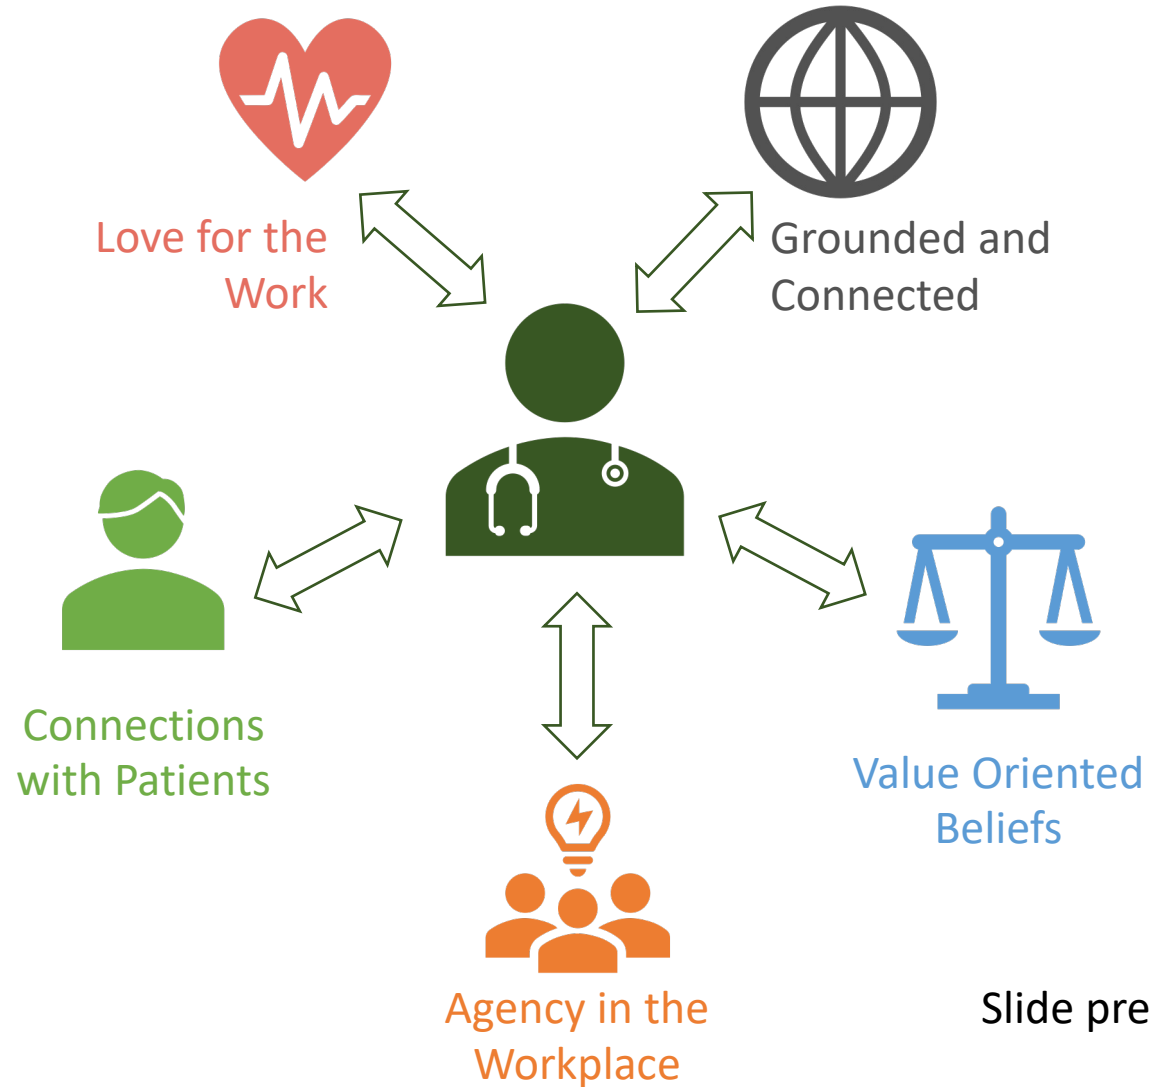 Love for the
Work
Grounded and
Connected
Connections
with Patients
Value Oriented
Beliefs
Agency in the
Workplace
Slide pre